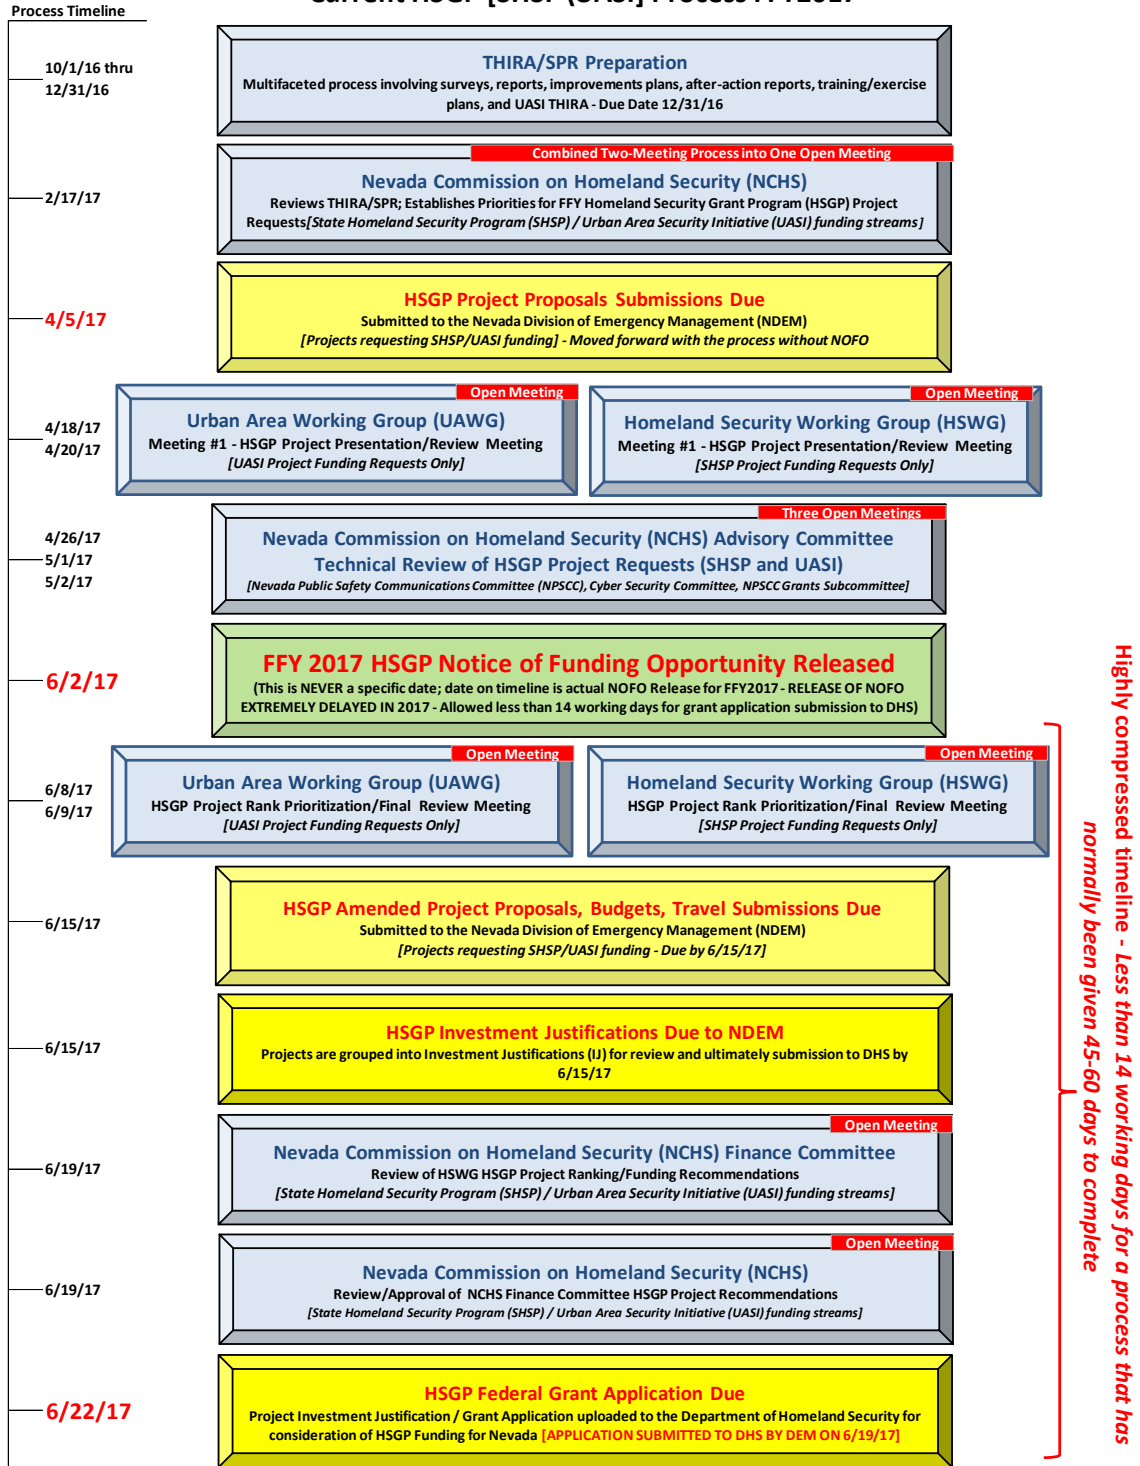 Current HSGP [SHSP \(UASI] Process FFY2017
Process Timeline
10/1/16 thru
12/31/16
THIRA/SPR Preparation
Multifaceted process involving surveys, reports, improvements plans, after-action reports, training/exercise
plans, and UASI THIRA - Due Date 12/31/16
Combined Two-Meeting Process into One Open Meeting
2/17/17
Nevada Commission on Homeland Security (NCHS)
Reviews THIRA/SPR; Establishes Priorities for FFY Homeland Security Grant Program (HSGP) Project
Requests[State Homeland Security Program (SHSP) / Urban Area Security Initiative (UASI) funding streams]
4/5/17
HSGP Project Proposals Submissions Due
Submitted to the Nevada Division of Emergency Management (NDEM)
[Projects requesting SHSP/UASI funding] - Moved forward with the process without NOFO
4/18/17
4/20/17
Open Meeting
Urban Area Working Group (UAWG)
Meeting #1 - HSGP Project Presentation/Review Meeting
[UASI Project Funding Requests Only]
Open Meeting
Homeland Security Working Group (HSWG)
Meeting #1 - HSGP Project Presentation/Review Meeting
[SHSP Project Funding Requests Only]
4/26/17
5/1/17
5/2/17
Three Open Meetings
Nevada Commission on Homeland Security (NCHS) Advisory Committee
Technical Review of HSGP Project Requests (SHSP and UASI)
[Nevada Public Safety Communications Committee (NPSCC), Cyber Security Committee, NPSCC Grants Subcommittee]
6/2/17
FFY 2017 HSGP Notice of Funding Opportunity Released
(This is NEVER a specific date; date on timeline is actual NOFO Release for FFY2017 - RELEASE OF NOFO
EXTREMELY DELAYED IN 2017 - Allowed less than 14 working days for grant application submission to DHS)
6/8/17
6/9/17
Open Meeting
Urban Area Working Group (UAWG)
HSGP Project Rank Prioritization/Final Review Meeting
[UASI Project Funding Requests Only]
Open Meeting
Homeland Security Working Group (HSWG)
HSGP Project Rank Prioritization/Final Review Meeting
[SHSP Project Funding Requests Only]
6/15/17
HSGP Amended Project Proposals, Budgets, Travel Submissions Due
Submitted to the Nevada Division of Emergency Management (NDEM)
[Projects requesting SHSP/UASI funding - Due by 6/15/17]
6/15/17
HSGP Investment Justifications Due to NDEM
Projects are grouped into Investment Justifications (IJ) for review and ultimately submission to DHS by
6/15/17
6/19/17
Open Meeting
Nevada Commission on Homeland Security (NCHS) Finance Committee
Review of HSWG HSGP Project Ranking/Funding Recommendations
[State Homeland Security Program (SHSP) / Urban Area Security Initiative (UASI) funding streams]
6/19/17
Open Meeting
Nevada Commission on Homeland Security (NCHS)
Review/Approval of NCHS Finance Committee HSGP Project Recommendations
[State Homeland Security Program (SHSP) / Urban Area Security Initiative (UASI) funding streams]
6/22/17
HSGP Federal Grant Application Due
Project Investment Justification / Grant Application uploaded to the Department of Homeland Security for
consideration of HSGP Funding for Nevada [APPLICATION SUBMITTED TO DHS BY DEM ON 6/19/17]
Highly compressed timeline - Less than 14 working days for a process that has
normally been given 45-60 days to complete